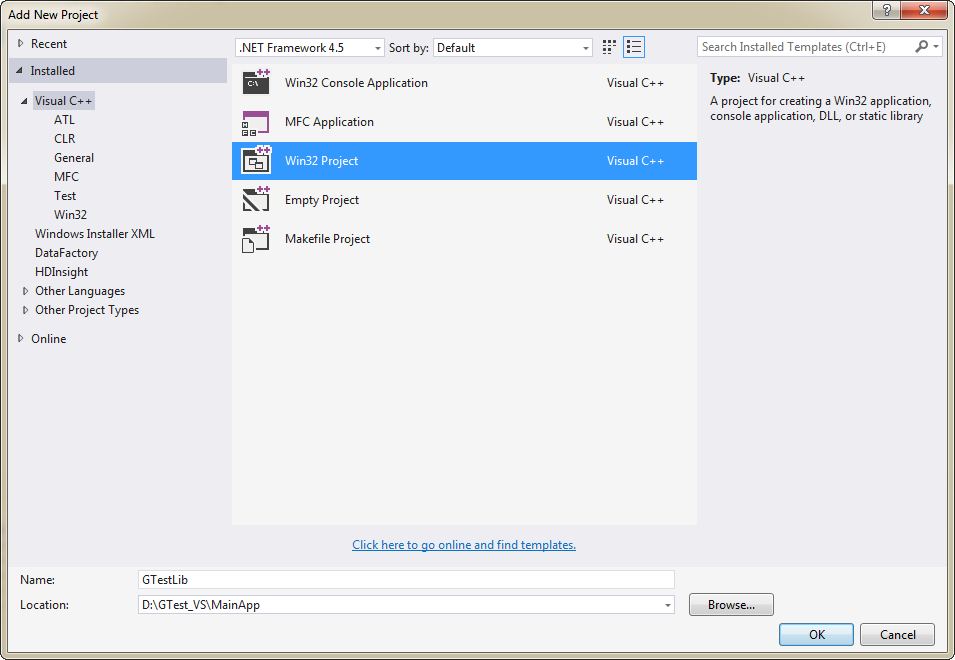 Add New Project
?
Recent
Installed
Visual C++
ATL
CLR
General
MFC
Test
Win32
Windows Installer XML
DataFactory
HDInsight
Other Languages
Other Project Types
Online
.NET Framework 4.5 Sort by: Default
Win32 Console Application Visual C++
MFC Application Visual C++
Win32 Project Visual C++
Empty Project Visual C++
Makefile Project Visual C++
Click here to go online and find templates.
Search Installed Templates (Ctrl+E)
Type: Visual C++
A project for creating a Win32 application,
console application, DLL, or static library
Name: GTestLib
Location: D:\GTest_VS\MainApp
Browse...
OK Cancel